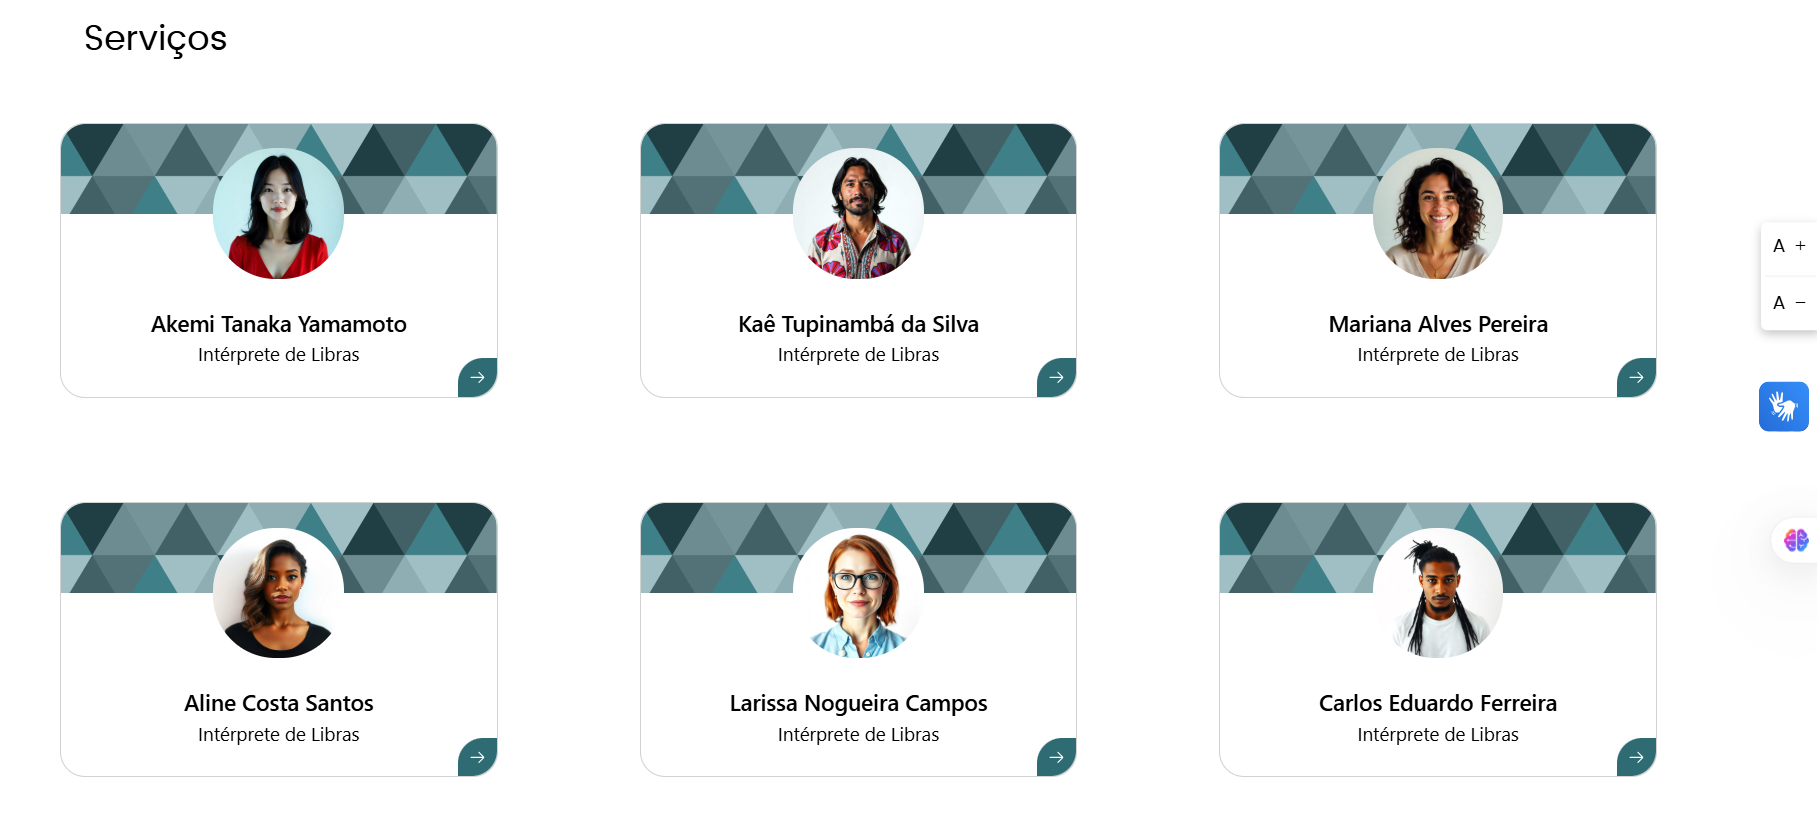 Serviços
Akemi Tanaka Yamamoto
Intérprete de Libras
Kaê Tupinambá da Silva
Intérprete de Libras
Mariana Alves Pereira
Intérprete de Libras
A +
A −
Aline Costa Santos
Intérprete de Libras
Larissa Nogueira Campos
Intérprete de Libras
Carlos Eduardo Ferreira
Intérprete de Libras